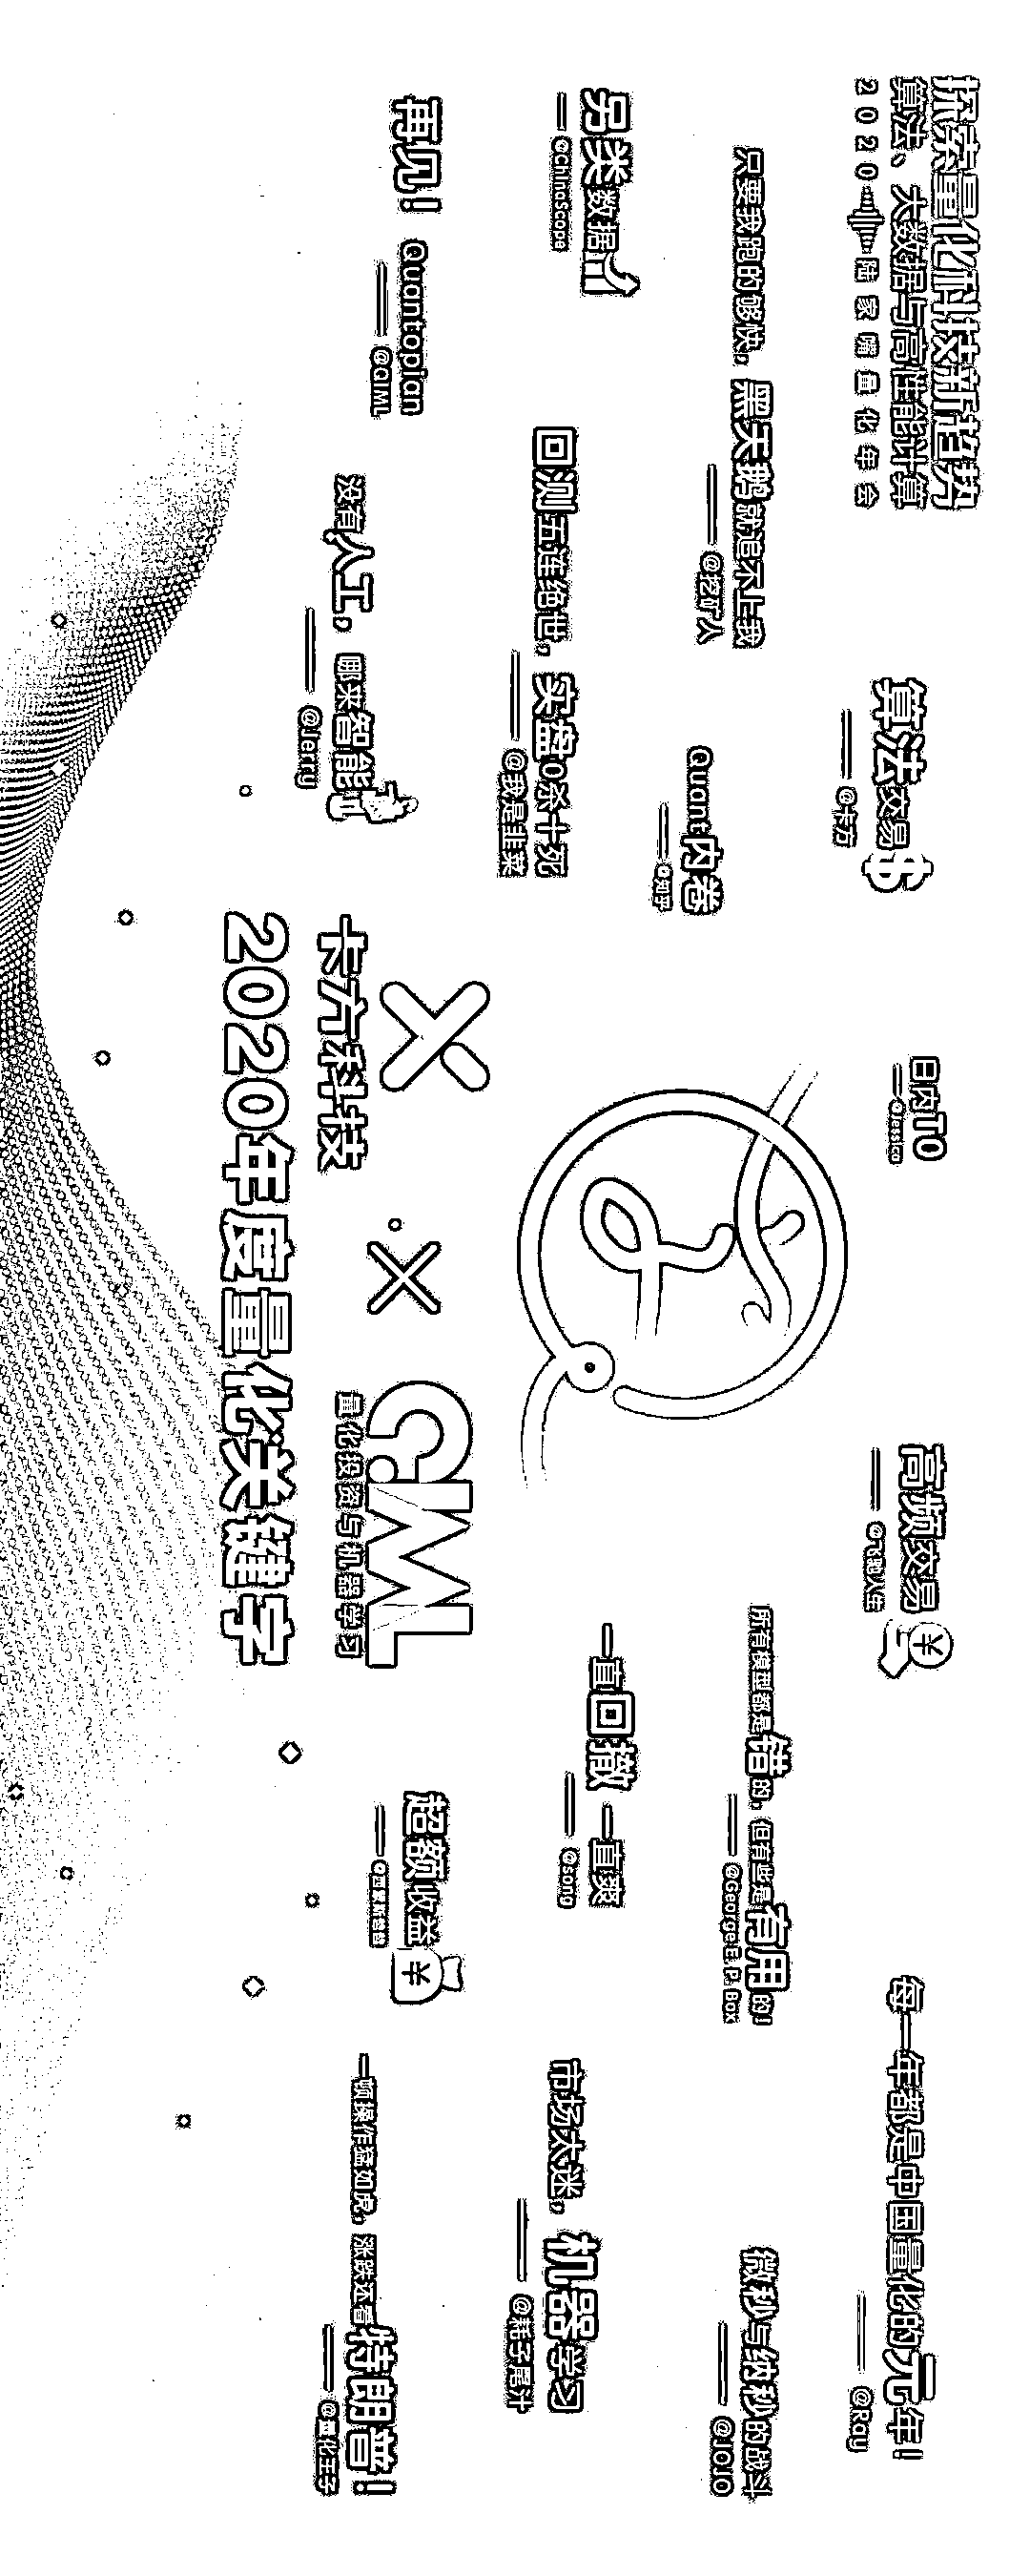 探索量化科技新趋势
算法、大数据与高性能计算
2020 陆家嘴量化年会
算法交易$
——@卡方
日内T0
——@Jessica
高频交易
——@飞跑人生
每一年都是中国量化的元年!
——@Ray
只要我跑的够快，黑天鹅就追不上我
——@挖矿人
Quant内卷
——@知乎
所有模型都是错的，但有些是有用的!
——@George E. P. Box
微秒与纳秒的战斗
——@JOJO
另类数据
——@ChinaScope
回测五连绝世，实盘0杀十死
——@我是韭菜
一直回撤 一直爽
——@song
市场太迷，机器学习
——@耗子尾汁
再见! Quantopian
——@QIML
没有人工，哪来智能
——@Jerry
超额收益
一顿操作猛如虎，涨跌还看特朗普!
——@量化王子
QIML
卡方科技
量化投资与机器学习
2020年度量化关键字